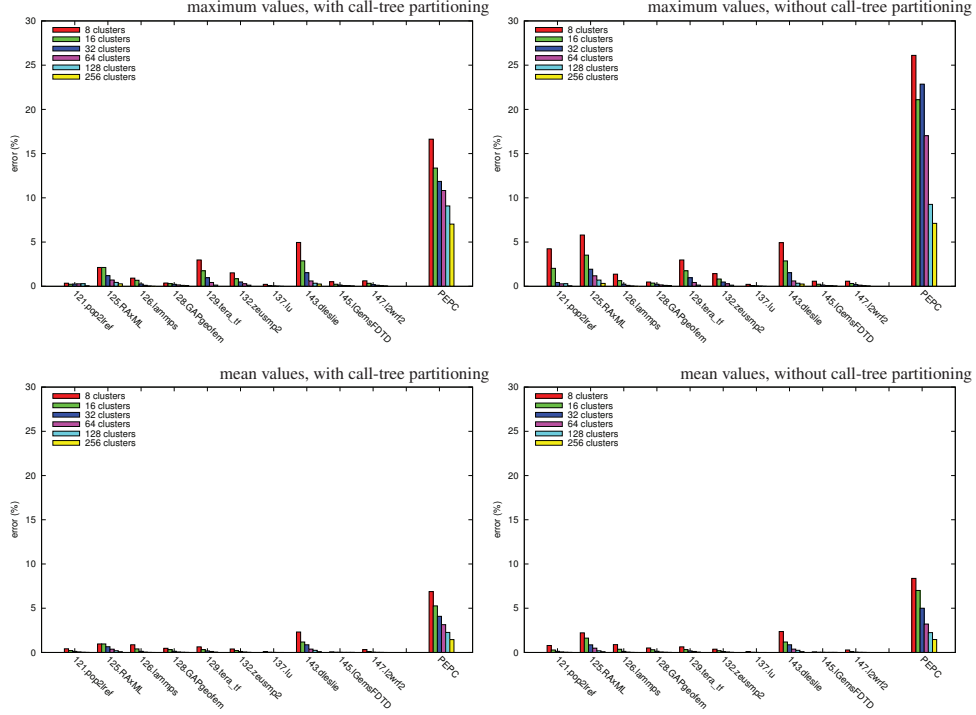 maximum values, with call-tree partitioning
30
25
20
15
10
5
0
error (%)
8 clusters
16 clusters
32 clusters
64 clusters
128 clusters
256 clusters
121.pop2lref
125.RAxML
126.lammps
128.GAPgeofem
129.tera_tf
132.zeusmp2
137.lu
143.dleslie
145.lGemsFDTD
147.l2wrf2
PEPC
maximum values, without call-tree partitioning
30
25
20
15
10
5
0
error (%)
8 clusters
16 clusters
32 clusters
64 clusters
128 clusters
256 clusters
121.pop2lref
125.RAxML
126.lammps
128.GAPgeofem
129.tera_tf
132.zeusmp2
137.lu
143.dleslie
145.lGemsFDTD
147.l2wrf2
PEPC
mean values, with call-tree partitioning
30
25
20
15
10
5
0
error (%)
8 clusters
16 clusters
32 clusters
64 clusters
128 clusters
256 clusters
121.pop2lref
125.RAxML
126.lammps
128.GAPgeofem
129.tera_tf
132.zeusmp2
137.lu
143.dleslie
145.lGemsFDTD
147.l2wrf2
PEPC
mean values, without call-tree partitioning
30
25
20
15
10
5
0
error (%)
8 clusters
16 clusters
32 clusters
64 clusters
128 clusters
256 clusters
121.pop2lref
125.RAxML
126.lammps
128.GAPgeofem
129.tera_tf
132.zeusmp2
137.lu
143.dleslie
145.lGemsFDTD
147.l2wrf2
PEPC